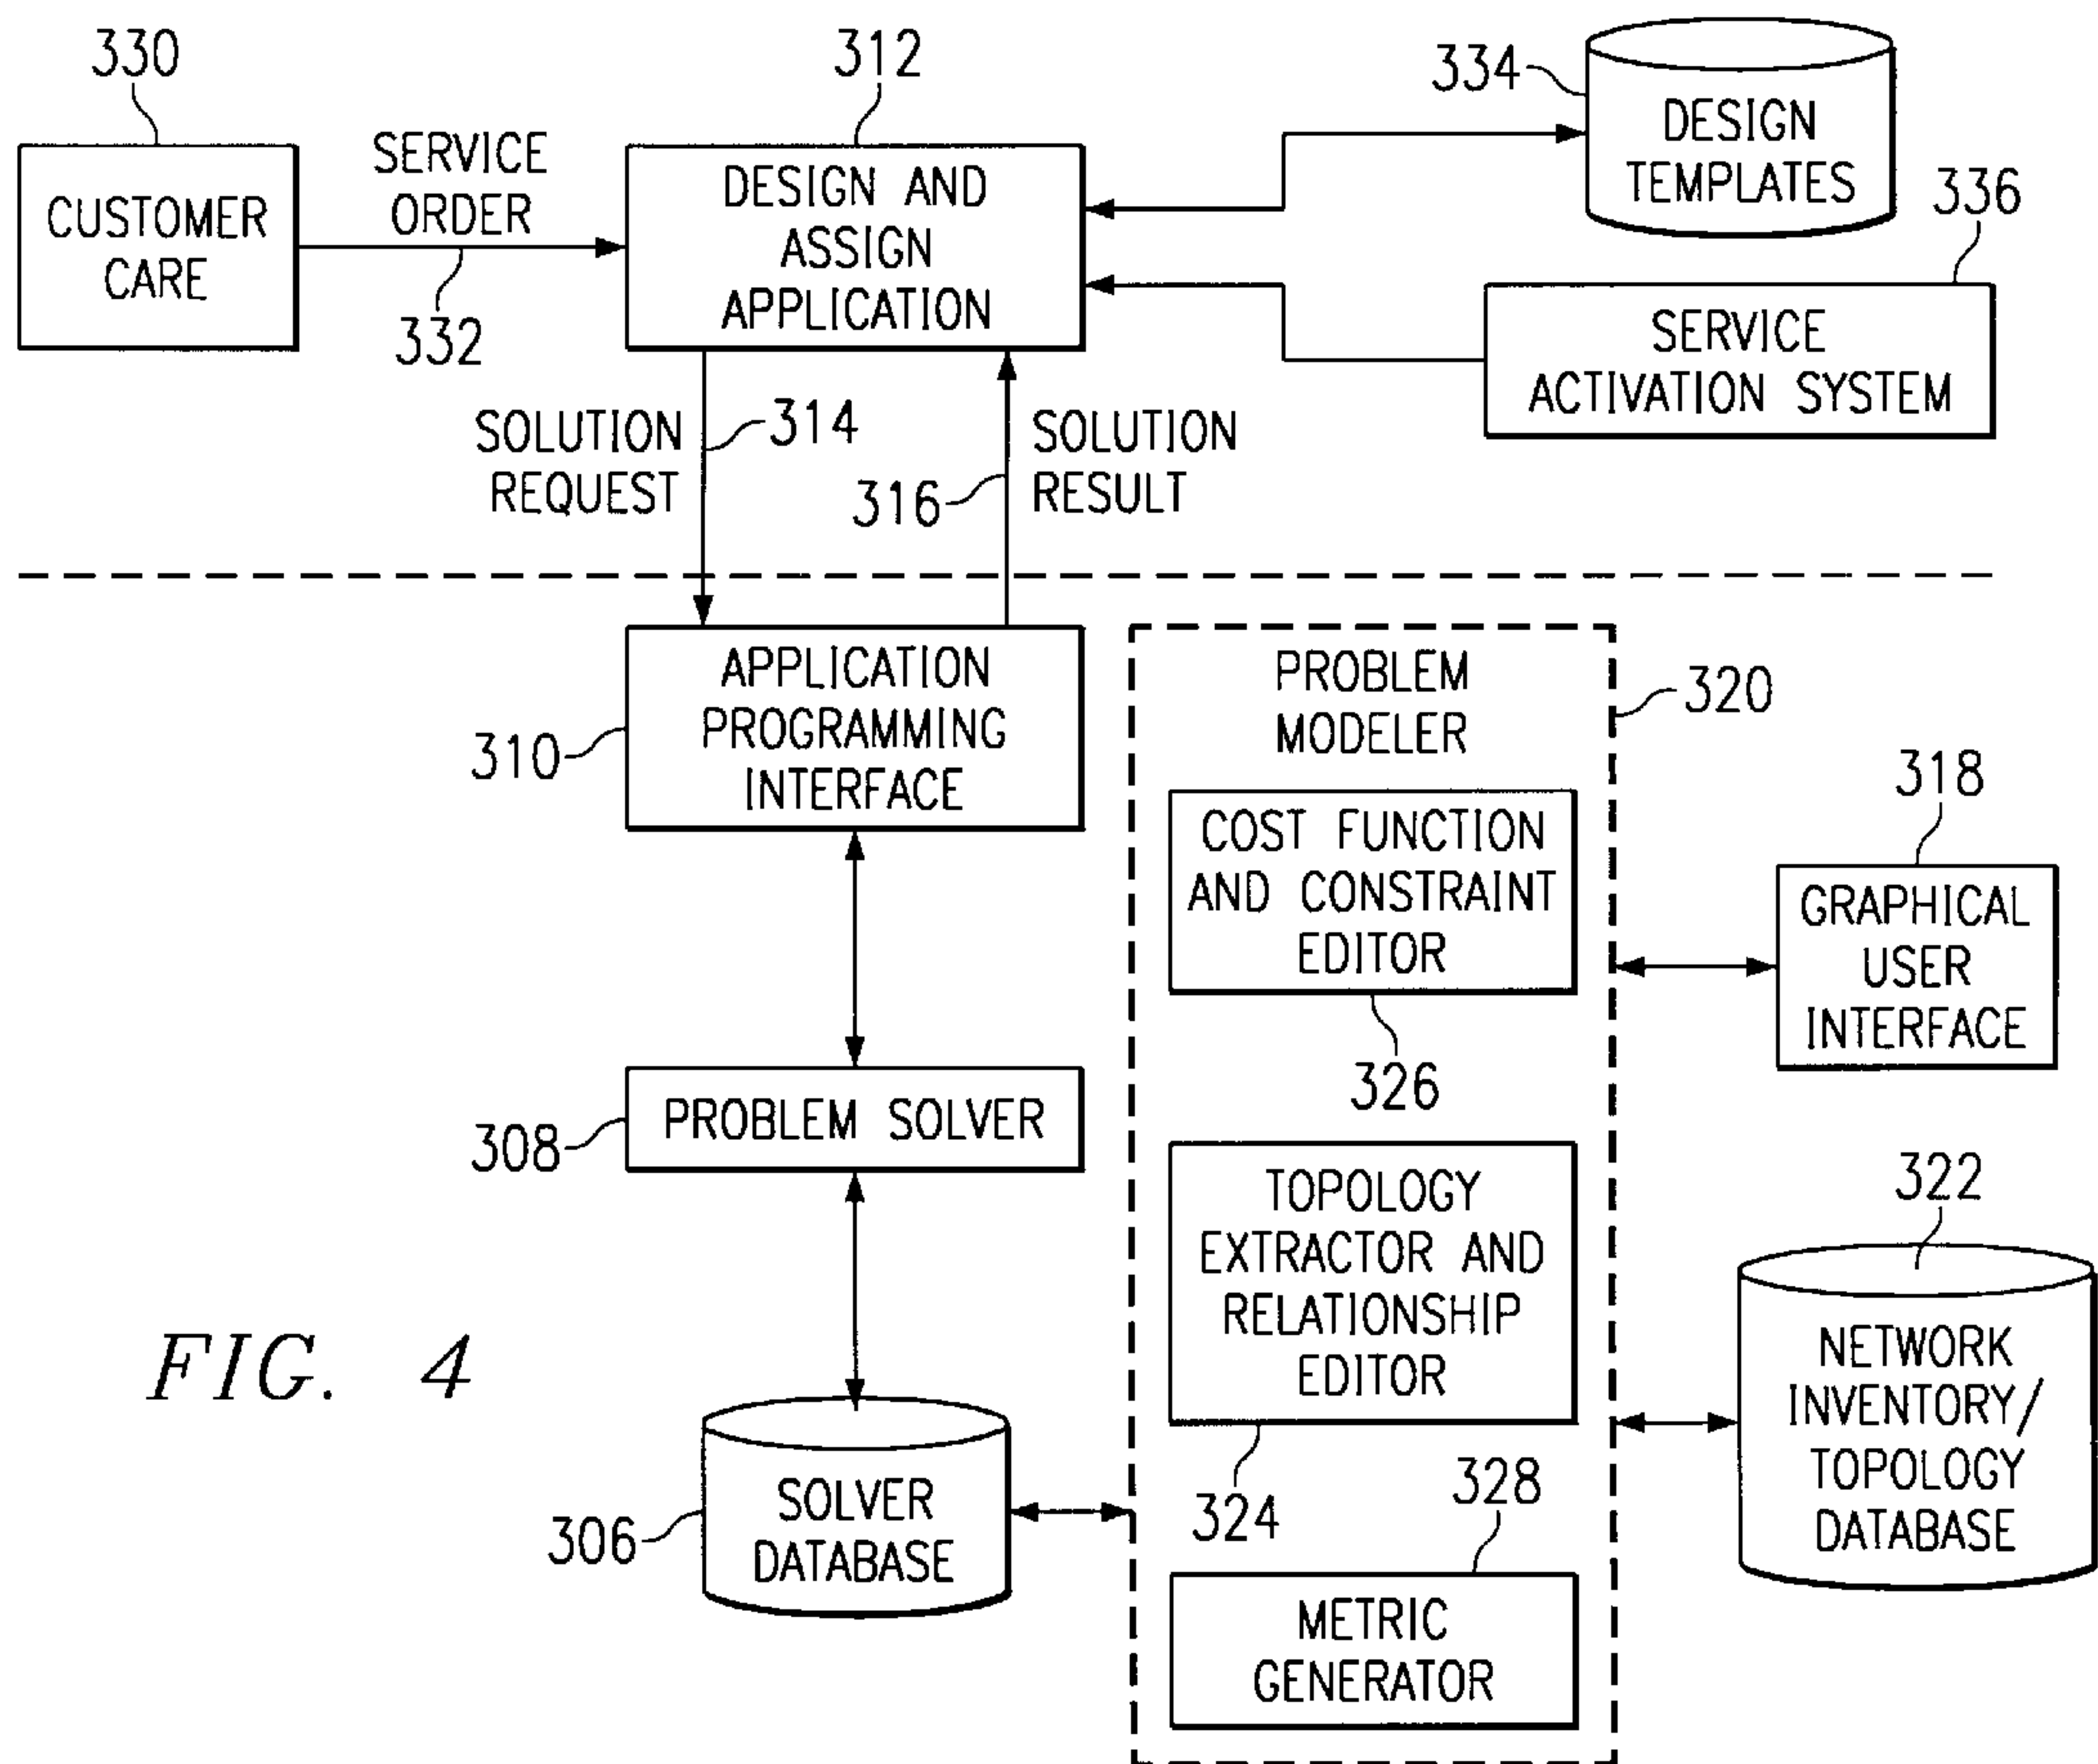 330
312
334
DESIGN
TEMPLATES
336
CUSTOMER
CARE
SERVICE
ORDER
332
DESIGN AND
ASSIGN
APPLICATION
SERVICE
ACTIVATION SYSTEM
SOLUTION
REQUEST
314
316
SOLUTION
RESULT
APPLICATION
PROGRAMMING
INTERFACE
310
PROBLEM
MODELER
320
COST FUNCTION
AND CONSTRAINT
EDITOR
326
318
GRAPHICAL
USER
INTERFACE
PROBLEM SOLVER
308
TOPOLOGY
EXTRACTOR AND
RELATIONSHIP
EDITOR
324
322
NETWORK
INVENTORY/
TOPOLOGY
DATABASE
FIG. 4
SOLVER
DATABASE
306
328
METRIC
GENERATOR